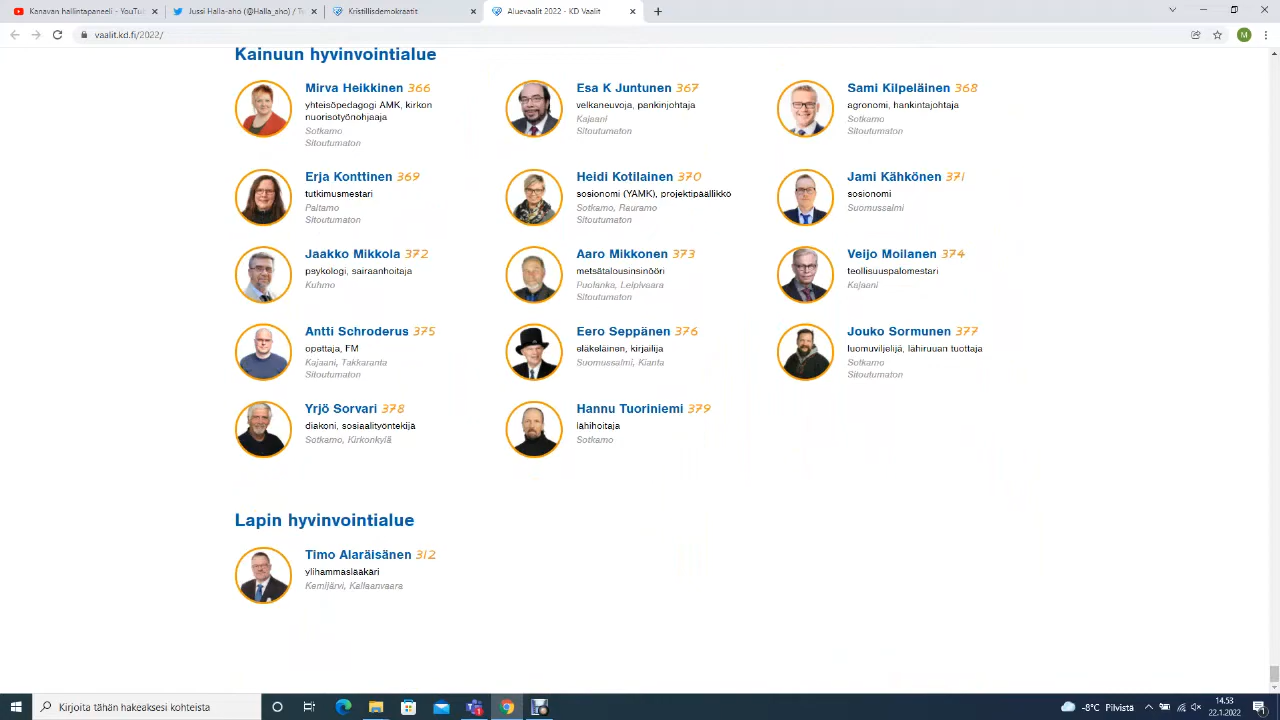 Kanavan hallintapaneeli - YouTul
Jussi Halla-aho (@Halla_aho) / Tw
Kristillisdemokraatit
Aluevaalit 2022 - KD Vaalit
vaalit.kd.fi/2022/
M
Kainuun hyvinvointialue
Mirva Heikkinen 366
yhteisöpedagogi AMK, kirkon
nuorisotyönohjaaja
Sotkamo
Sitoutumaton
Esa K Juntunen 367
velkaneuvoja, pankinjohtaja
Kajaani
Sitoutumaton
Sami Kilpeläinen 368
agronomi, hankintajohtaja
Sotkamo
Sitoutumaton
Erja Konttinen 369
tutkimusmestari
Paltamo
Sitoutumaton
Heidi Kotilainen 370
sosionomi (YAMK), projektipäällikkö
Sotkamo, Rauramo
Sitoutumaton
Jami Kähkönen 371
sosionomi
Suomussalmi
Jaakko Mikkola 372
psykologi, sairaanhoitaja
Kuhmo
Aaro Mikkonen 373
metsätalousinsinööri
Puolanka, Leipivaara
Sitoutumaton
Veijo Moilanen 374
teollisuuspalomestari
Kajaani
Antti Schroderus 375
opettaja, FM
Kajaani, Takkaranta
Sitoutumaton
Eero Seppänen 376
eläkeläinen, kirjailija
Suomussalmi, Kianta
Jouko Sormunen 377
luomuviljelijä, lähiruuan tuottaja
Sotkamo
Sitoutumaton
Yrjö Sorvari 378
diakoni, sosiaalityöntekijä
Sotkamo, Kirkonkylä
Hannu Tuoriniemi 379
lähihoitaja
Sotkamo
Lapin hyvinvointialue
Timo Alaräisänen 312
ylihammaslääkäri
Kemijärvi, Kallaanvaara
Kirjoita tähän hakeaksesi kohteista
-8°C Pilvistä
14.53
22.1.2022